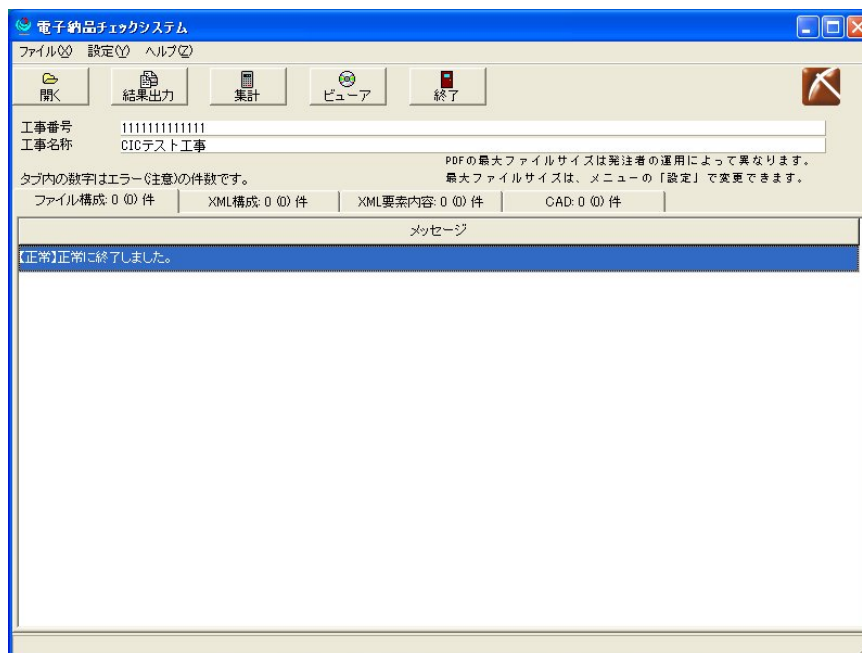 電子納品チェックシステム
ファイル(X) 設定(Y) ヘルプ(Z)
開く 結果出力 集計 ビューア 終了
工事番号 1111111111111
工事名称 CICテスト工事
PDFの最大ファイルサイズは発注者の運用によって異なります。
タブ内の数字はエラー(注意)の件数です。 最大ファイルサイズは、メニューの「設定」で変更できます。
ファイル構成: 0 (0) 件 XML構成: 0 (0) 件 XML要素内容: 0 (0) 件 CAD: 0 (0) 件
メッセージ
【正常】正常に終了しました。